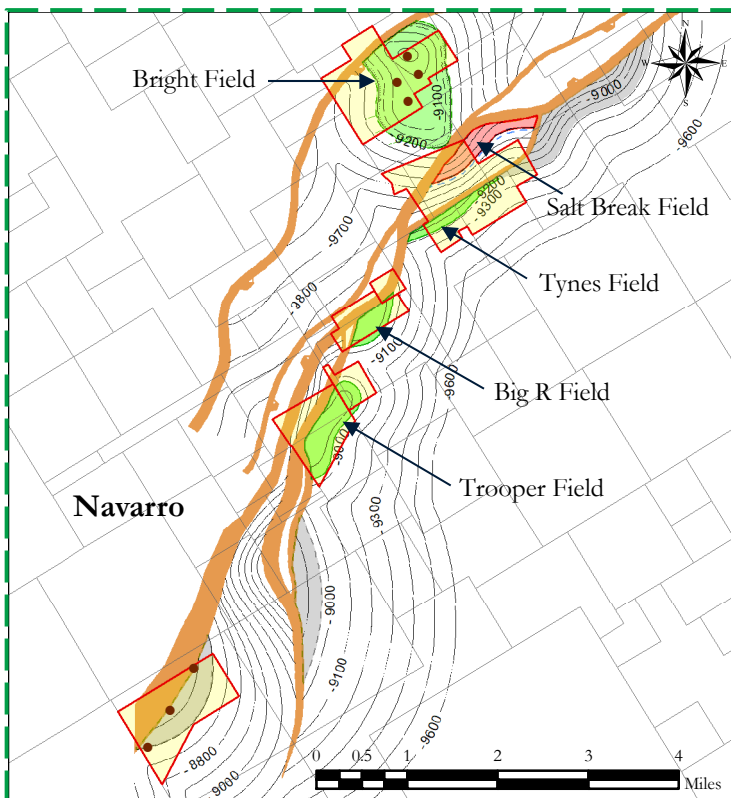 N
W E
S
Bright Field
-9100
-9200
-9000
-9600
-9200
-9300
Salt Break Field
-9700
Tynes Field
-9800
-9100
-9600
Big R Field
-9000
Trooper Field
Navarro
-9300
-9000
-9100
-9600
-8800
-9000
0 0.5 1 2 3 4
Miles